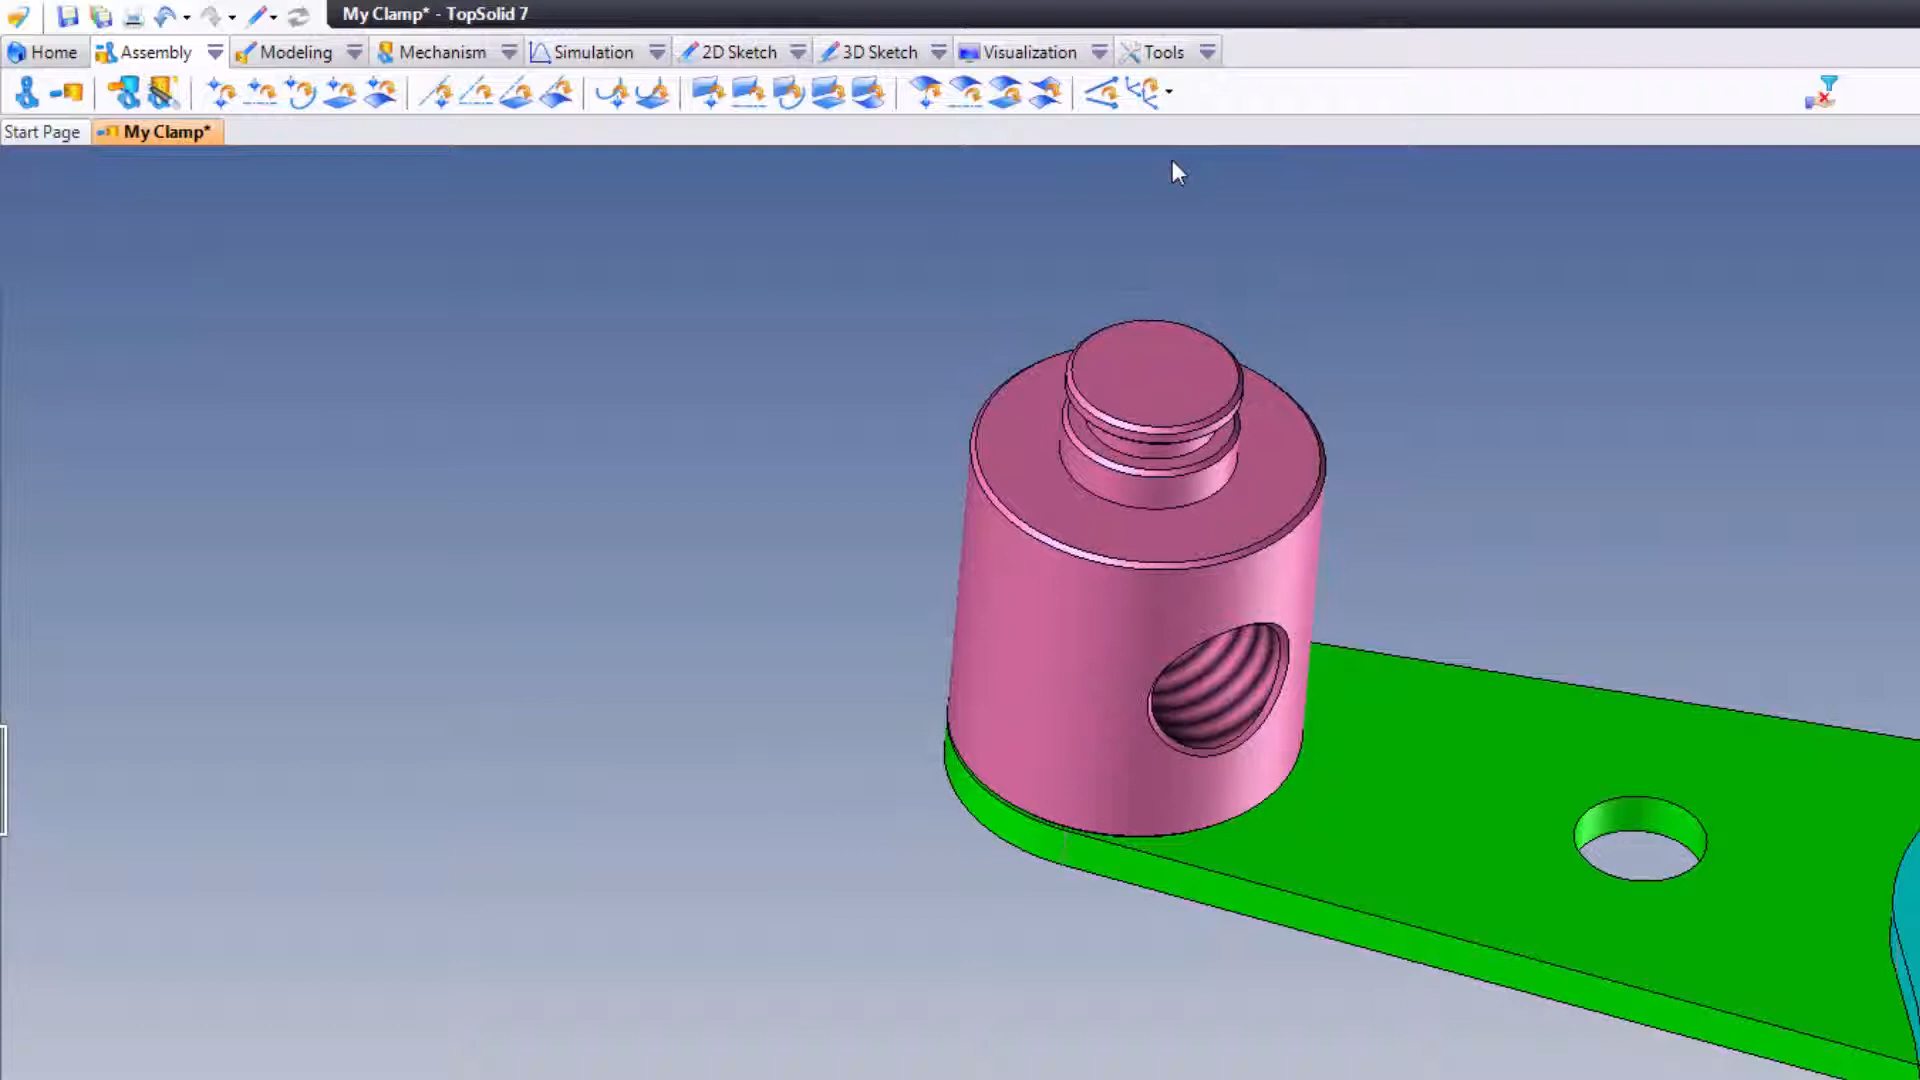 My Clamp* - TopSolid 7
Home Assembly Modeling Mechanism Simulation 2D Sketch 3D Sketch Visualization Tools
Start Page My Clamp*